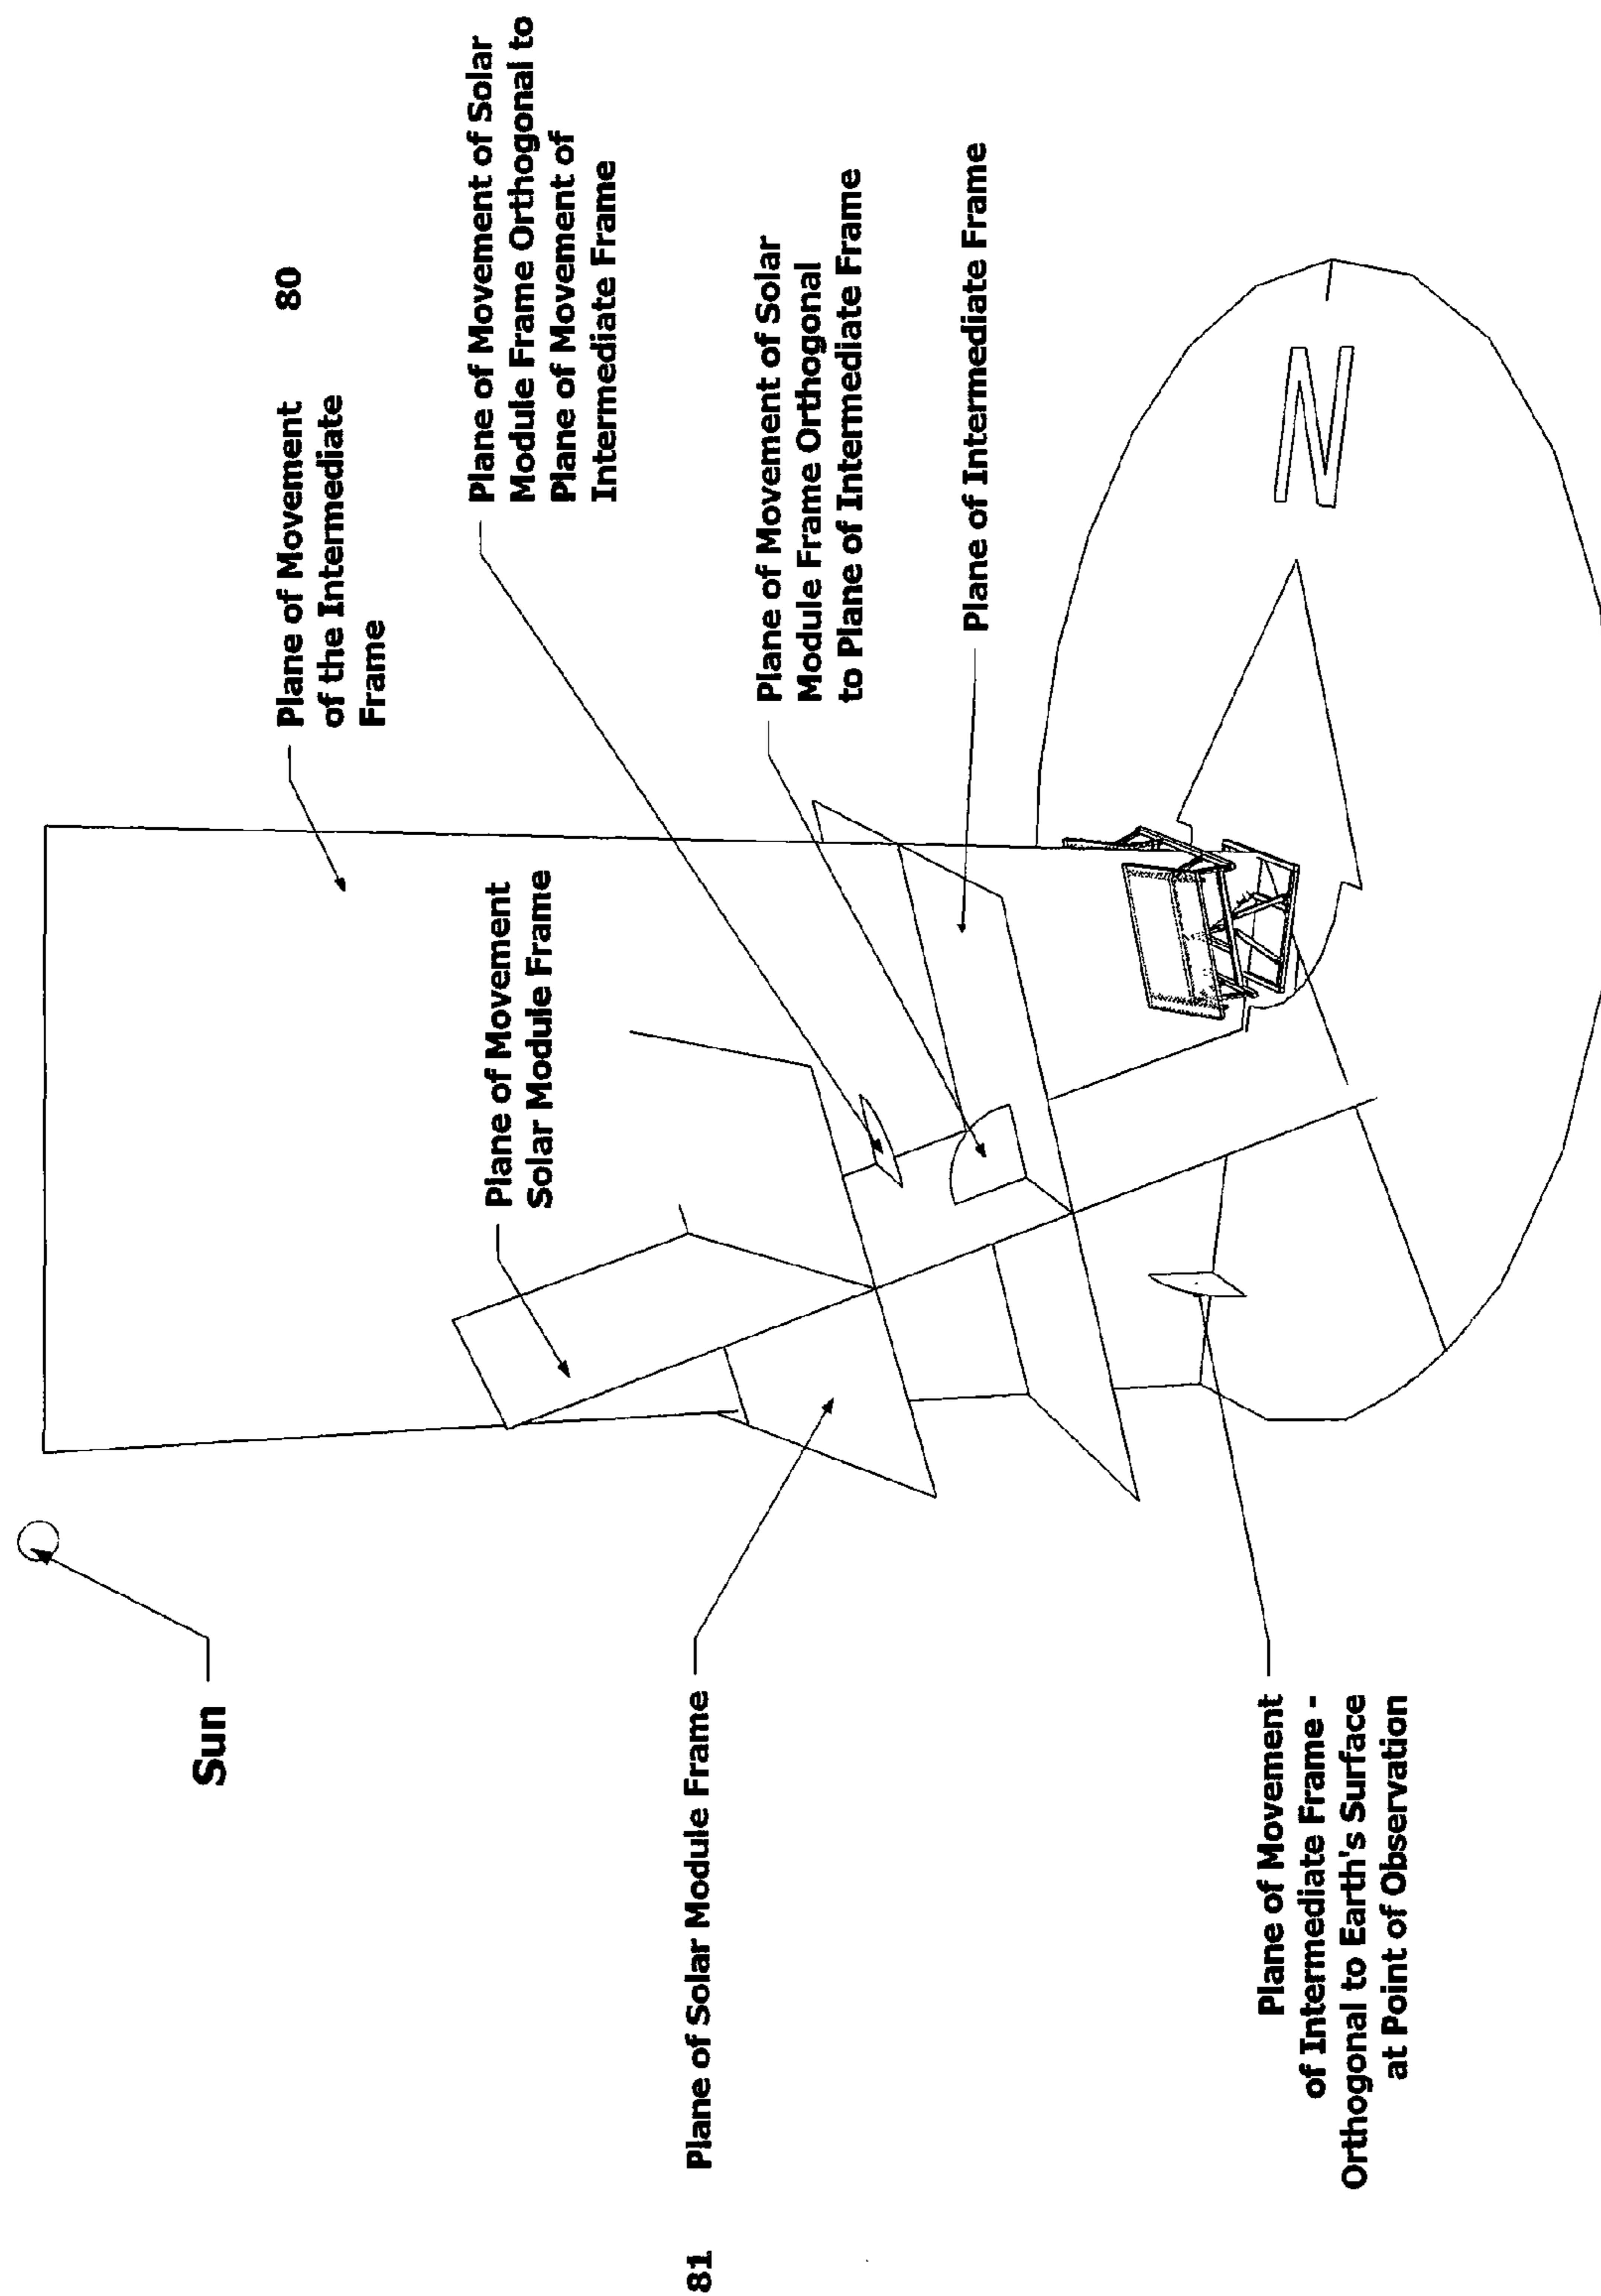 Sun
Plane of Movement
of the Intermediate
Frame
80
Plane of Movement
Solar Module Frame
Plane of Movement of Solar
Module Frame Orthogonal to
Plane of Movement of
Intermediate Frame
81
Plane of Solar Module Frame
Plane of Movement of Solar
Module Frame Orthogonal
to Plane of Intermediate Frame
Plane of Intermediate Frame
Plane of Movement
of Intermediate Frame -
Orthogonal to Earth's Surface
at Point of Observation
N